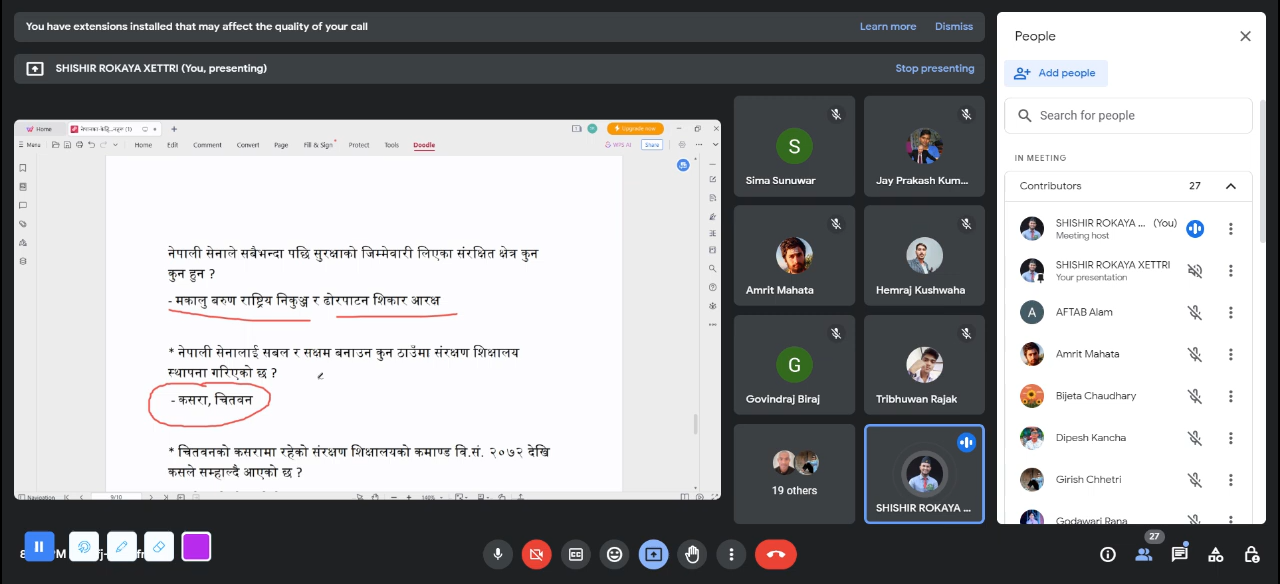 You have extensions installed that may affect the quality of your call
Learn more
Dismiss
SHISHIR ROKAYA XETTRI (You, presenting)
Stop presenting
Home
+
Upgrade now
Menu
Home
Edit
Comment
Convert
Page
Fill & Sign
Protect
Tools
Doodle
WPS AI
Share
नेपाली सेनाले सबैभन्दा पछि सुरक्षाको जिम्मेवारी लिएका संरक्षित क्षेत्र कुन
कुन हुन ?
- मकालु बरुण राष्ट्रिय निकुञ्ज र ढोरपाटन शिकार आरक्ष
* नेपाली सेनालाई सबल र सक्षम बनाउन कुन ठाउँमा संरक्षण शिक्षालय
स्थापना गरिएको छ ?
- कसरा, चितवन
* चितवनको कसरामा रहेको संरक्षण शिक्षालयको कमाण्ड वि.सं. २०७२ देखि
कसले सम्हाल्दै आएको छ ?
Navigation
9/10
148%
S
Sima Sunuwar
Jay Prakash Kum...
Amrit Mahata
Hemraj Kushwaha
G
Govindraj Biraj
Tribhuwan Rajak
19 others
SHISHIR ROKAYA ...
People
Add people
Search for people
IN MEETING
Contributors
27
SHISHIR ROKAYA ... (You)
Meeting host
SHISHIR ROKAYA XETTRI
Your presentation
A
AFTAB Alam
Amrit Mahata
Bijeta Chaudhary
Dipesh Kancha
Girish Chhetri
Godawari Rana
27